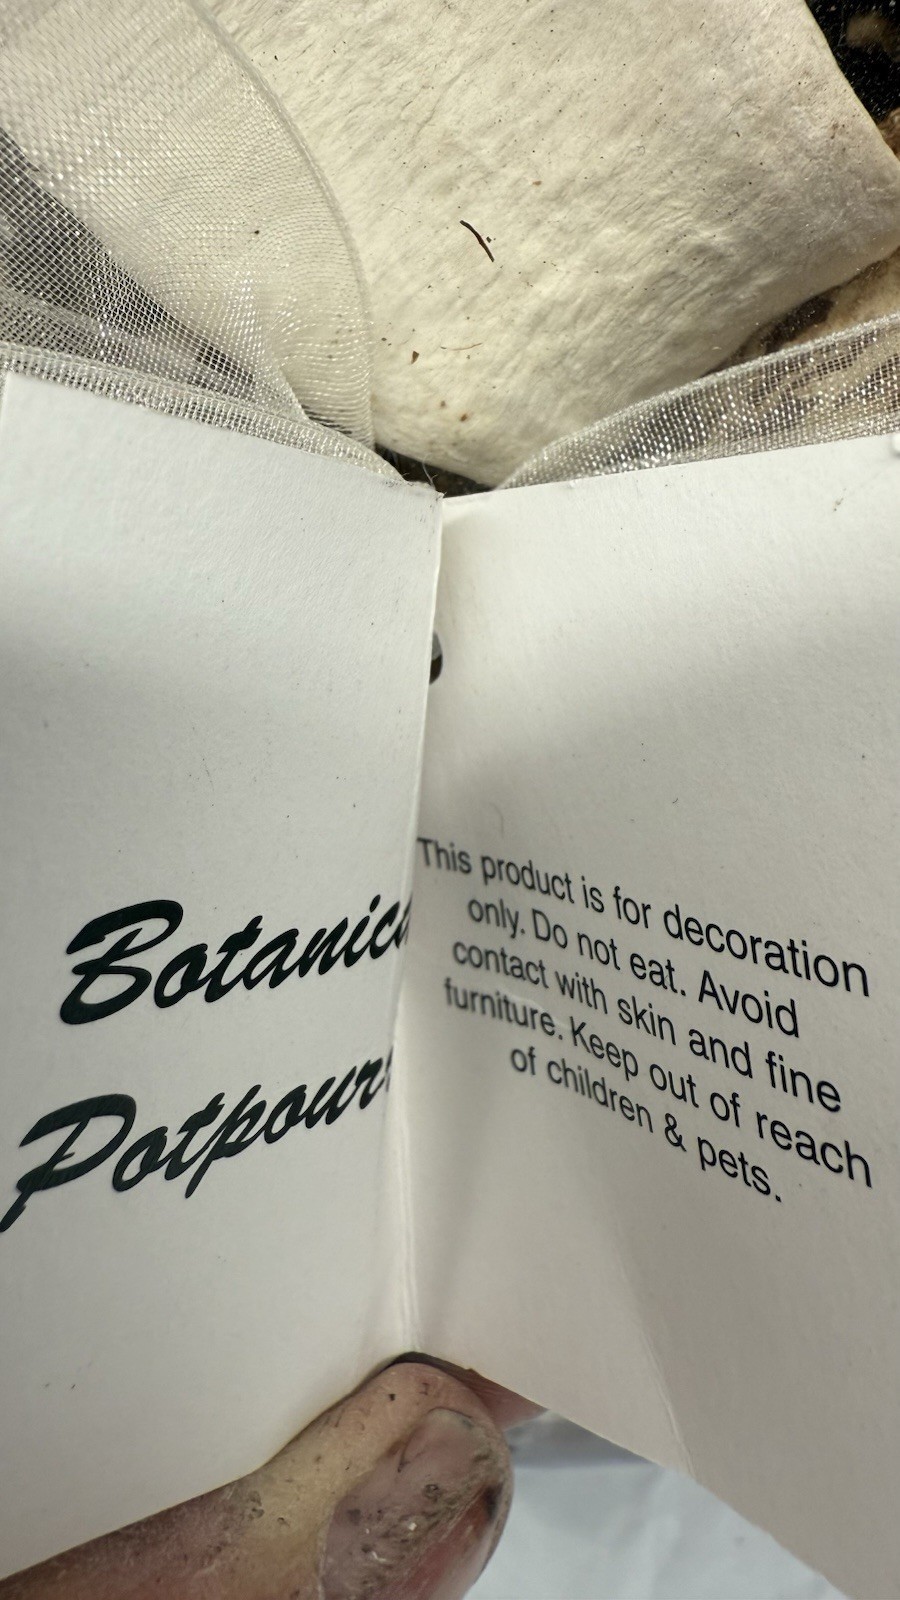 Botanica
Potpourr
This product is for decoration
only. Do not eat. Avoid
contact with skin and fine
furniture. Keep out of reach
of children & pets.